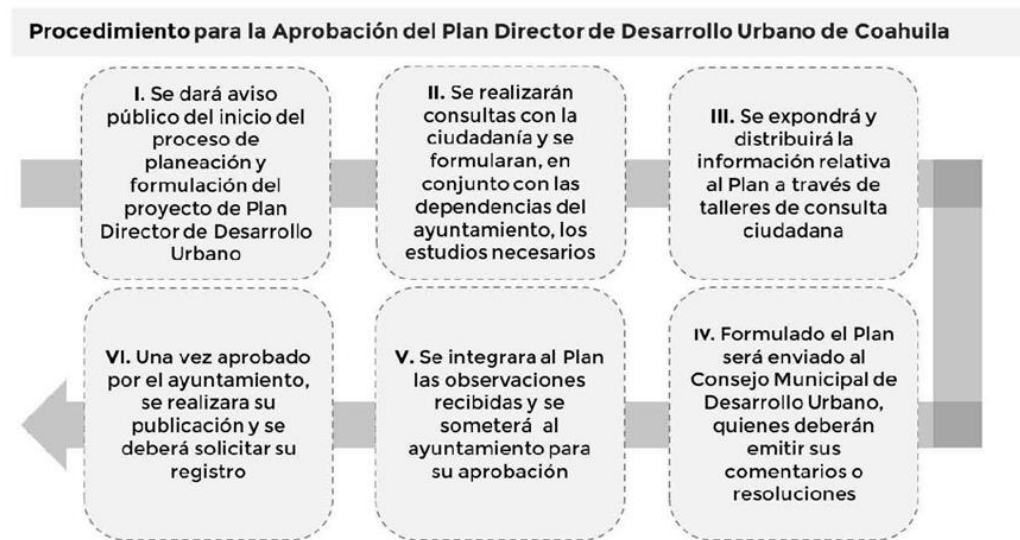 Procedimiento para la Aprobación del Plan Director de Desarrollo Urbano de Coahuila
I. Se dará aviso
público del inicio del
proceso de
planeación y
formulación del
proyecto de Plan
Director de Desarrollo
Urbano
II. Se realizarán
consultas con la
ciudadanía y se
formularan, en
conjunto con las
dependencias del
ayuntamiento, los
estudios necesarios
III. Se expondrá y
distribuirá la
información relativa
al Plan a través de
talleres de consulta
ciudadana
IV. Formulado el Plan
será enviado al
Consejo Municipal de
Desarrollo Urbano,
quienes deberán
emitir sus
comentarios o
resoluciones
V. Se integrara al Plan
las observaciones
recibidas y se
someterá al
ayuntamiento para
su aprobación
VI. Una vez aprobado
por el ayuntamiento,
se realizara su
publicación y se
deberá solicitar su
registro